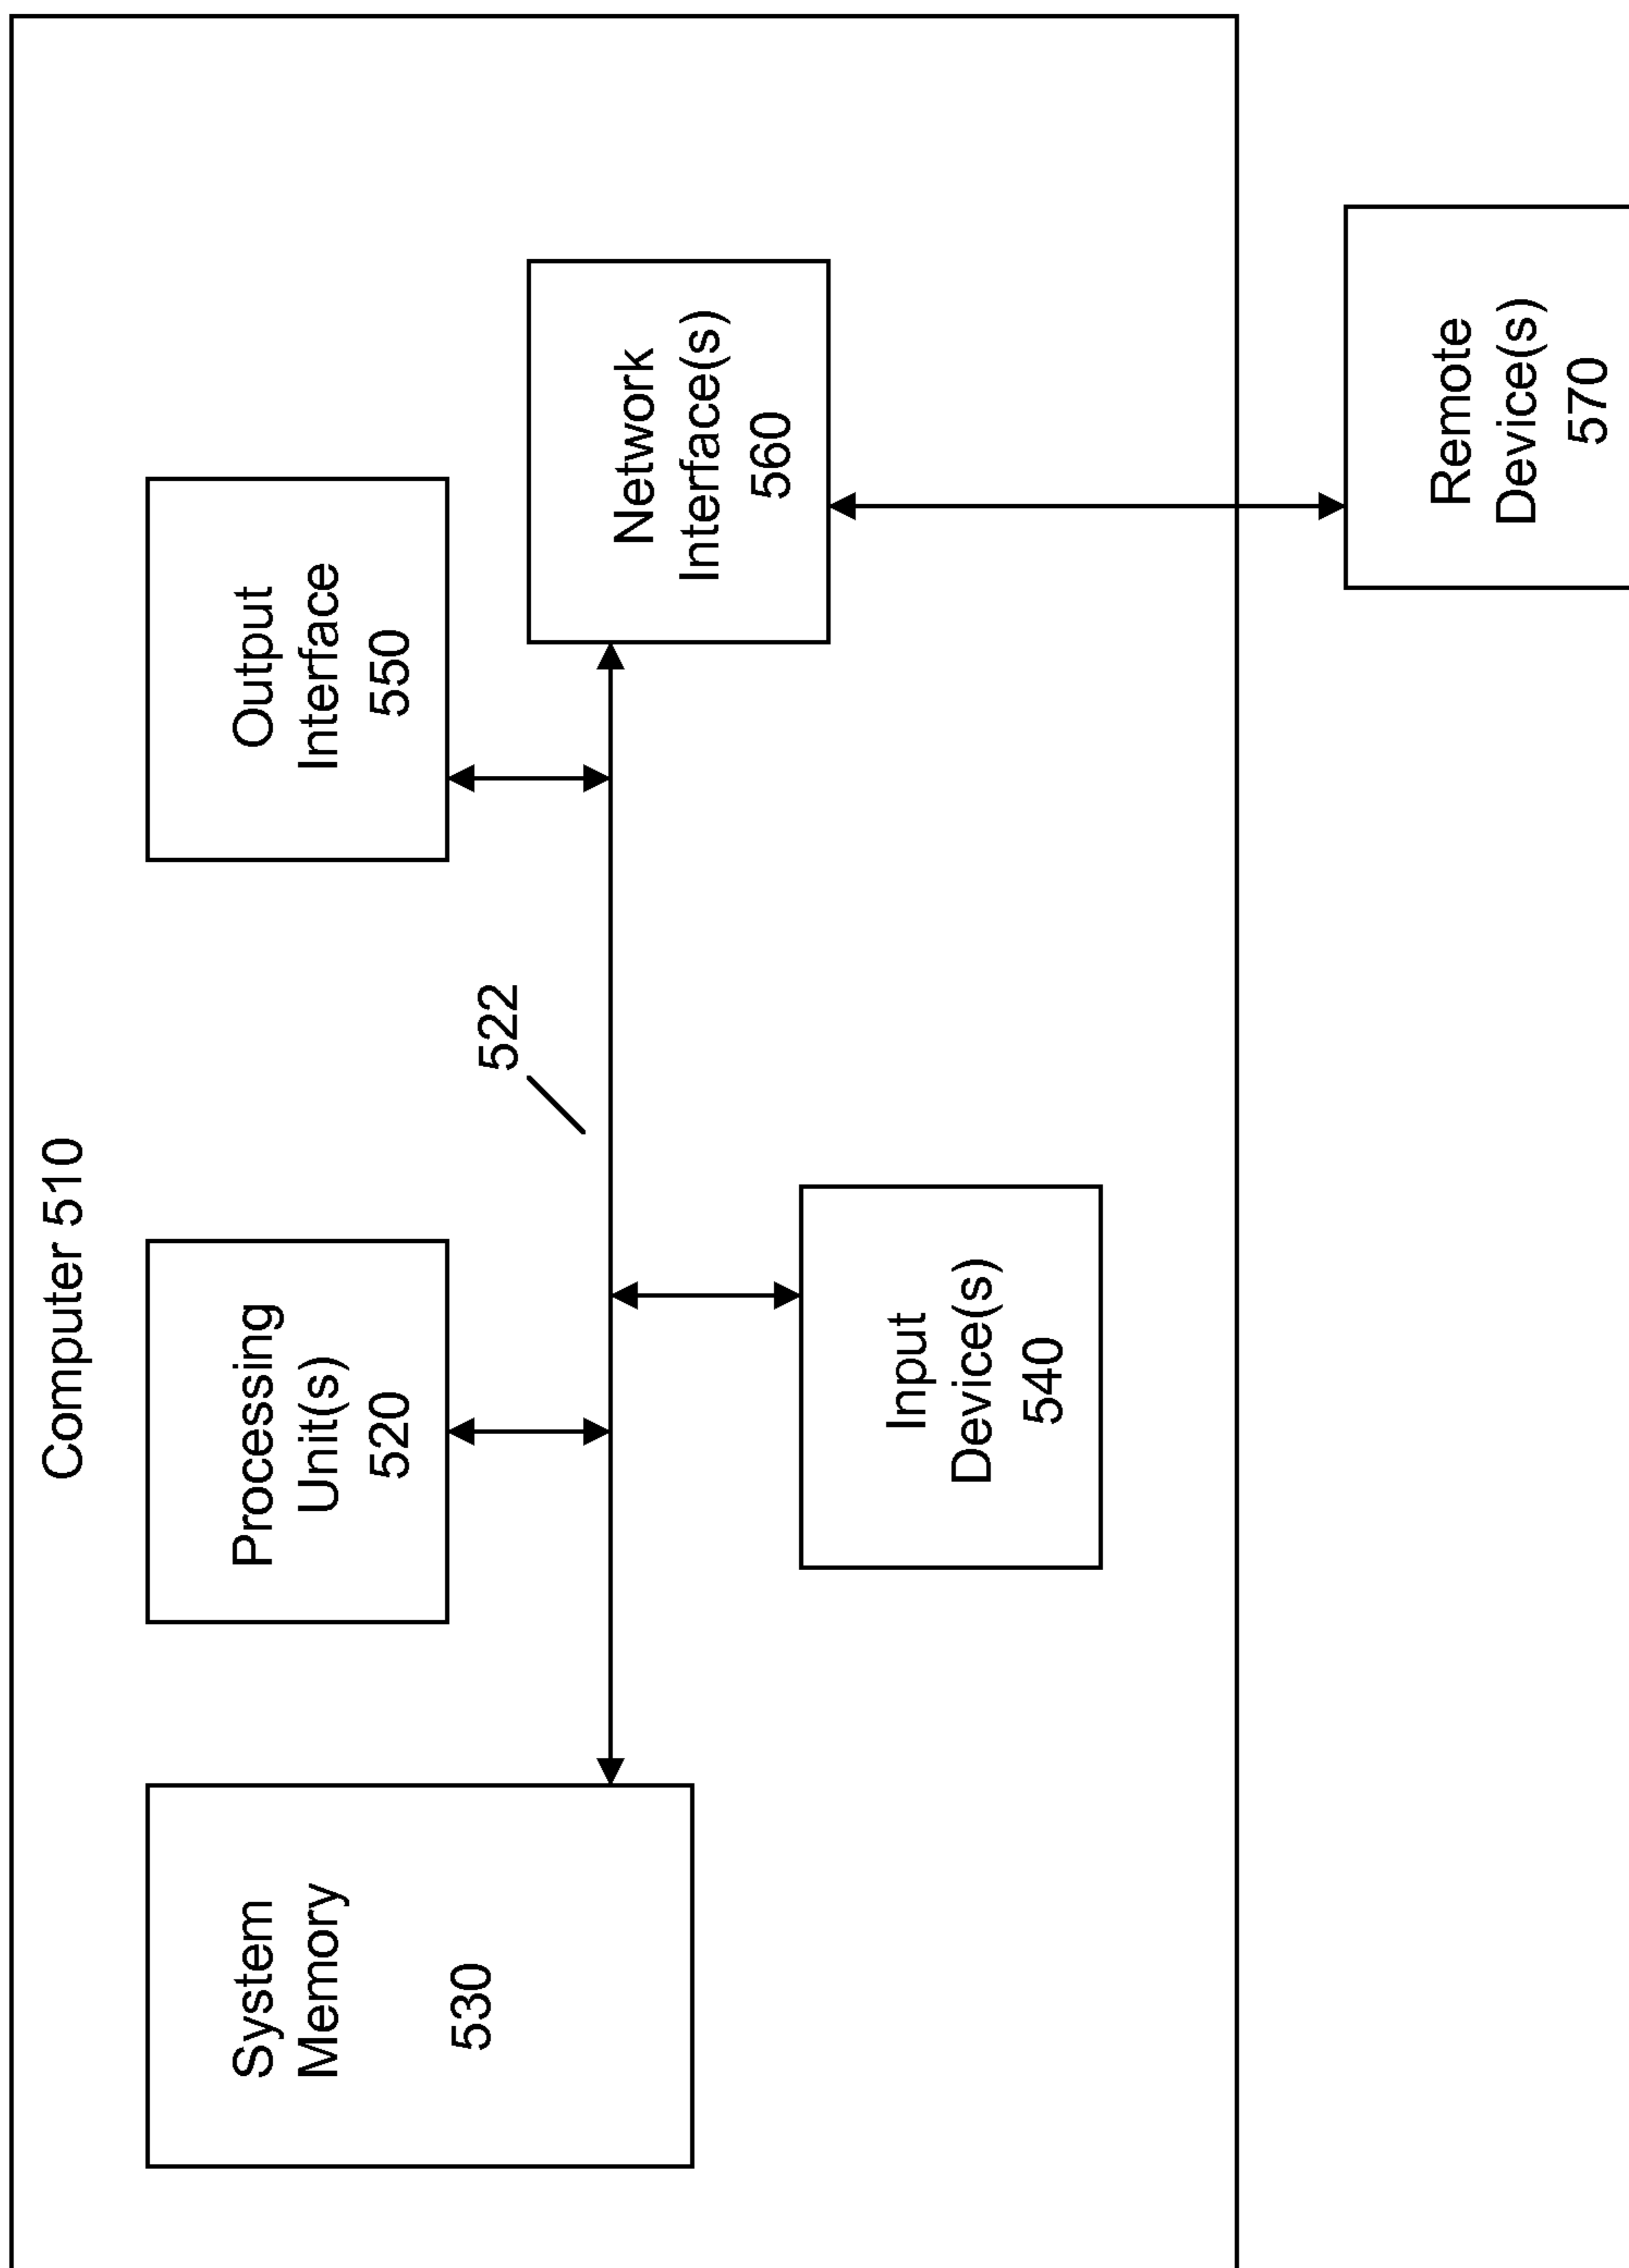 Computer 510
System
Memory
530
Processing
Unit(s)
520
Output
Interface
550
522
Network
Interface(s)
560
Input
Device(s)
540
Remote
Device(s)
570